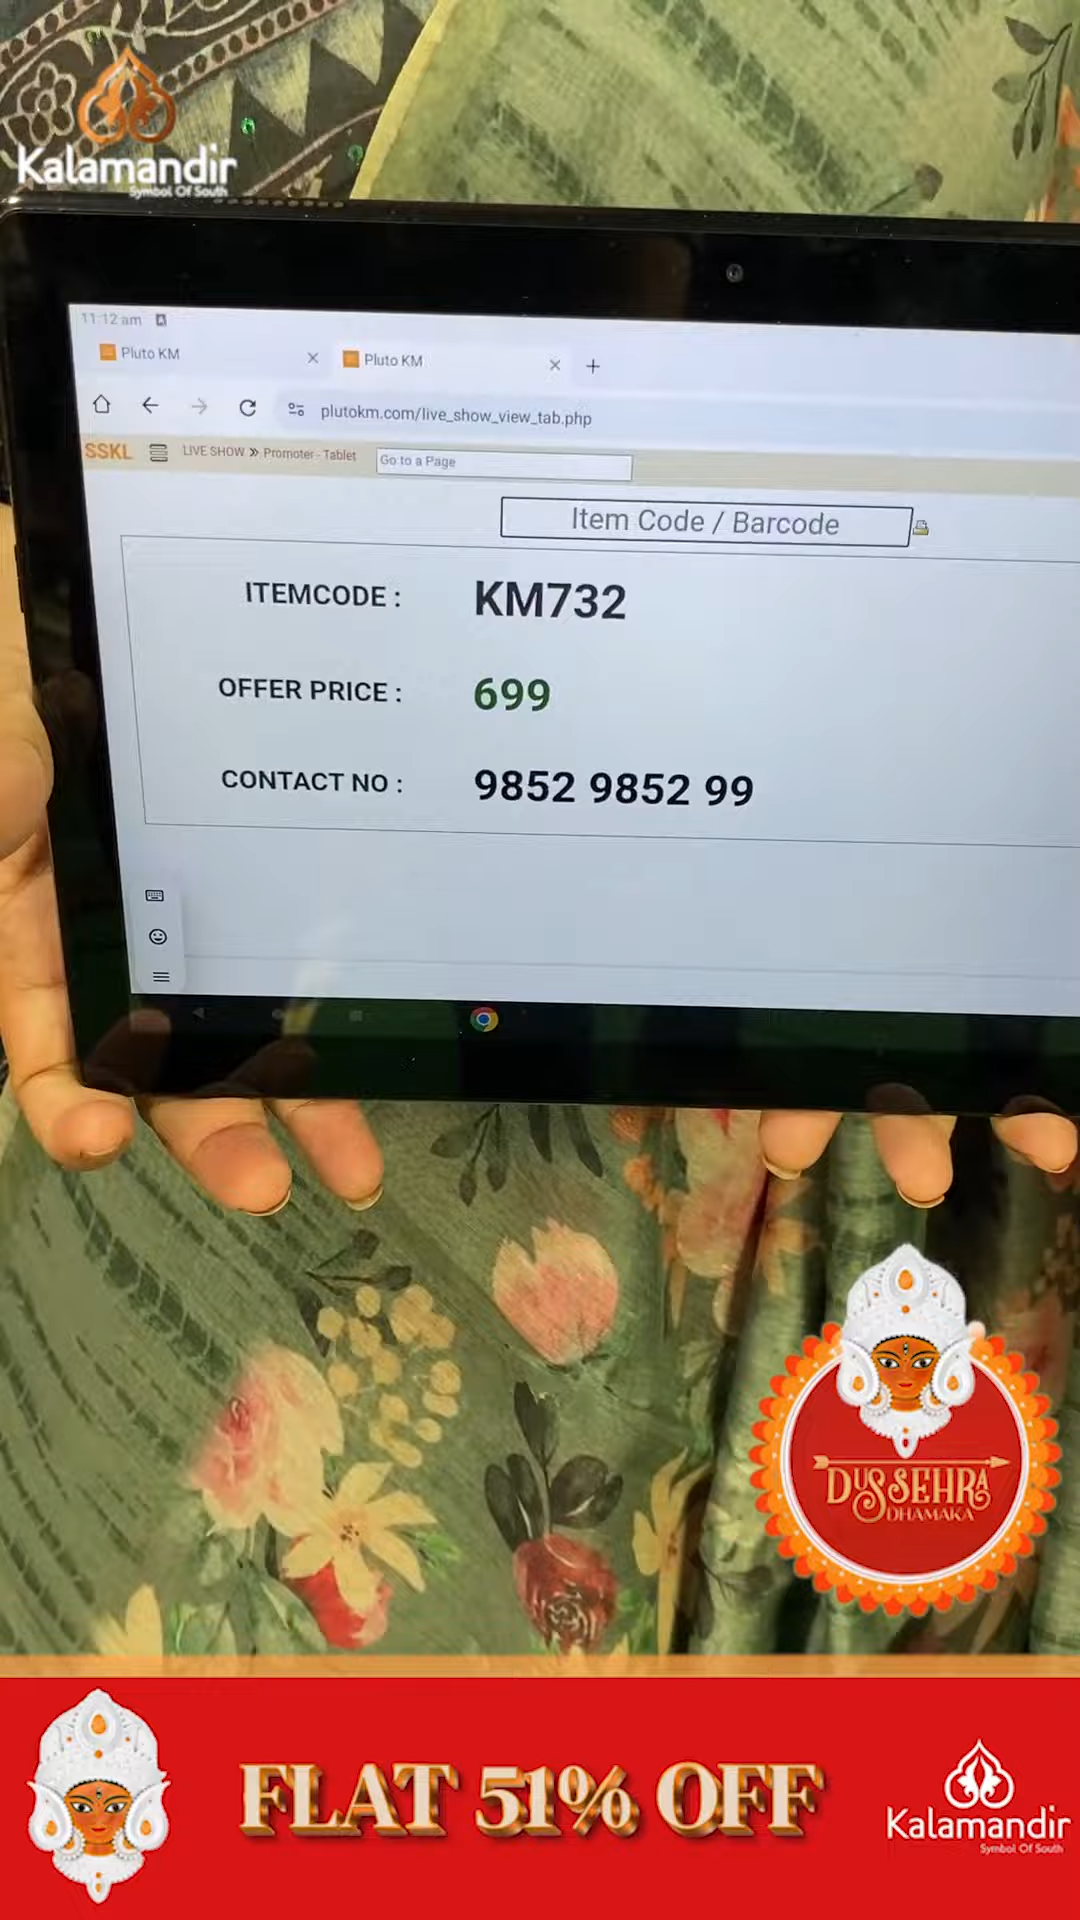 Kalamandir
Symbol Of South
11:12 am
Pluto KM
Pluto KM
plutokm.com/live_show_view_tab.php
SSKL
LIVE SHOW » Promoter - Tablet
Go to a Page
Item Code / Barcode
ITEMCODE : KM732
OFFER PRICE : 699
CONTACT NO : 9852 9852 99
DUSSEHRA
DHAMAKA
FLAT 51% OFF
Kalamandir
Symbol Of South